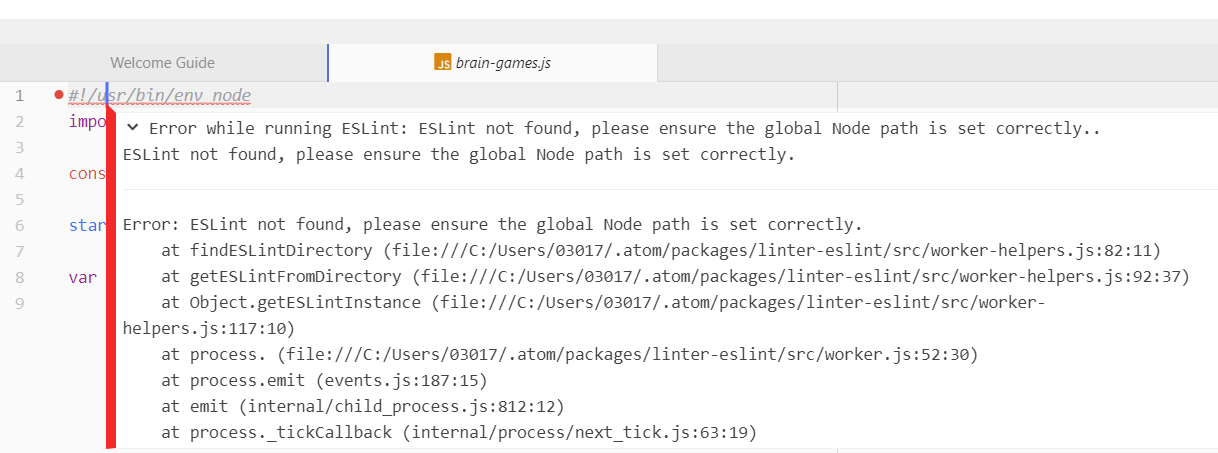 Welcome Guide
JS brain-games.js
1 #!/usr/bin/env node
2 impo
3
4 cons
5
6 star
7
8 var
9
Error while running ESLint: ESLint not found, please ensure the global Node path is set correctly..
ESLint not found, please ensure the global Node path is set correctly.
Error: ESLint not found, please ensure the global Node path is set correctly.
at findESLintDirectory (file:///C:/Users/03017/.atom/packages/linter-eslint/src/worker-helpers.js:82:11)
at getESLintFromDirectory (file:///C:/Users/03017/.atom/packages/linter-eslint/src/worker-helpers.js:92:37)
at Object.getESLintInstance (file:///C:/Users/03017/.atom/packages/linter-eslint/src/worker-
helpers.js:117:10)
at process. (file:///C:/Users/03017/.atom/packages/linter-eslint/src/worker.js:52:30)
at process.emit (events.js:187:15)
at emit (internal/child_process.js:812:12)
at process._tickCallback (internal/process/next_tick.js:63:19)